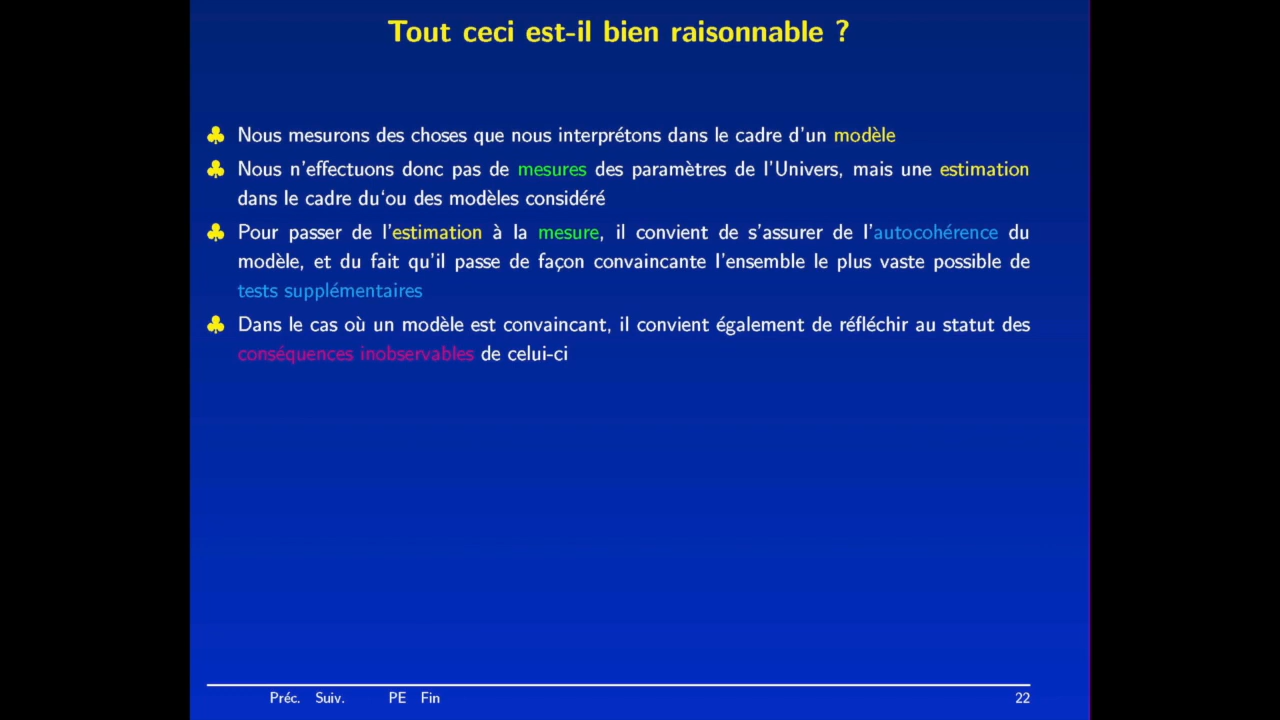 Tout ceci est-il bien raisonnable ?
♣ Nous mesurons des choses que nous interprétons dans le cadre d'un modèle
♣ Nous n'effectuons donc pas de mesures des paramètres de l'Univers, mais une estimation
dans le cadre du‘ou des modèles considéré
♣ Pour passer de l'estimation à la mesure, il convient de s'assurer de l'autocohérence du
modèle, et du fait qu'il passe de façon convaincante l'ensemble le plus vaste possible de
tests supplémentaires
♣ Dans le cas où un modèle est convaincant, il convient également de réfléchir au statut des
conséquences inobservables de celui-ci
Préc. Suiv. PE Fin 22